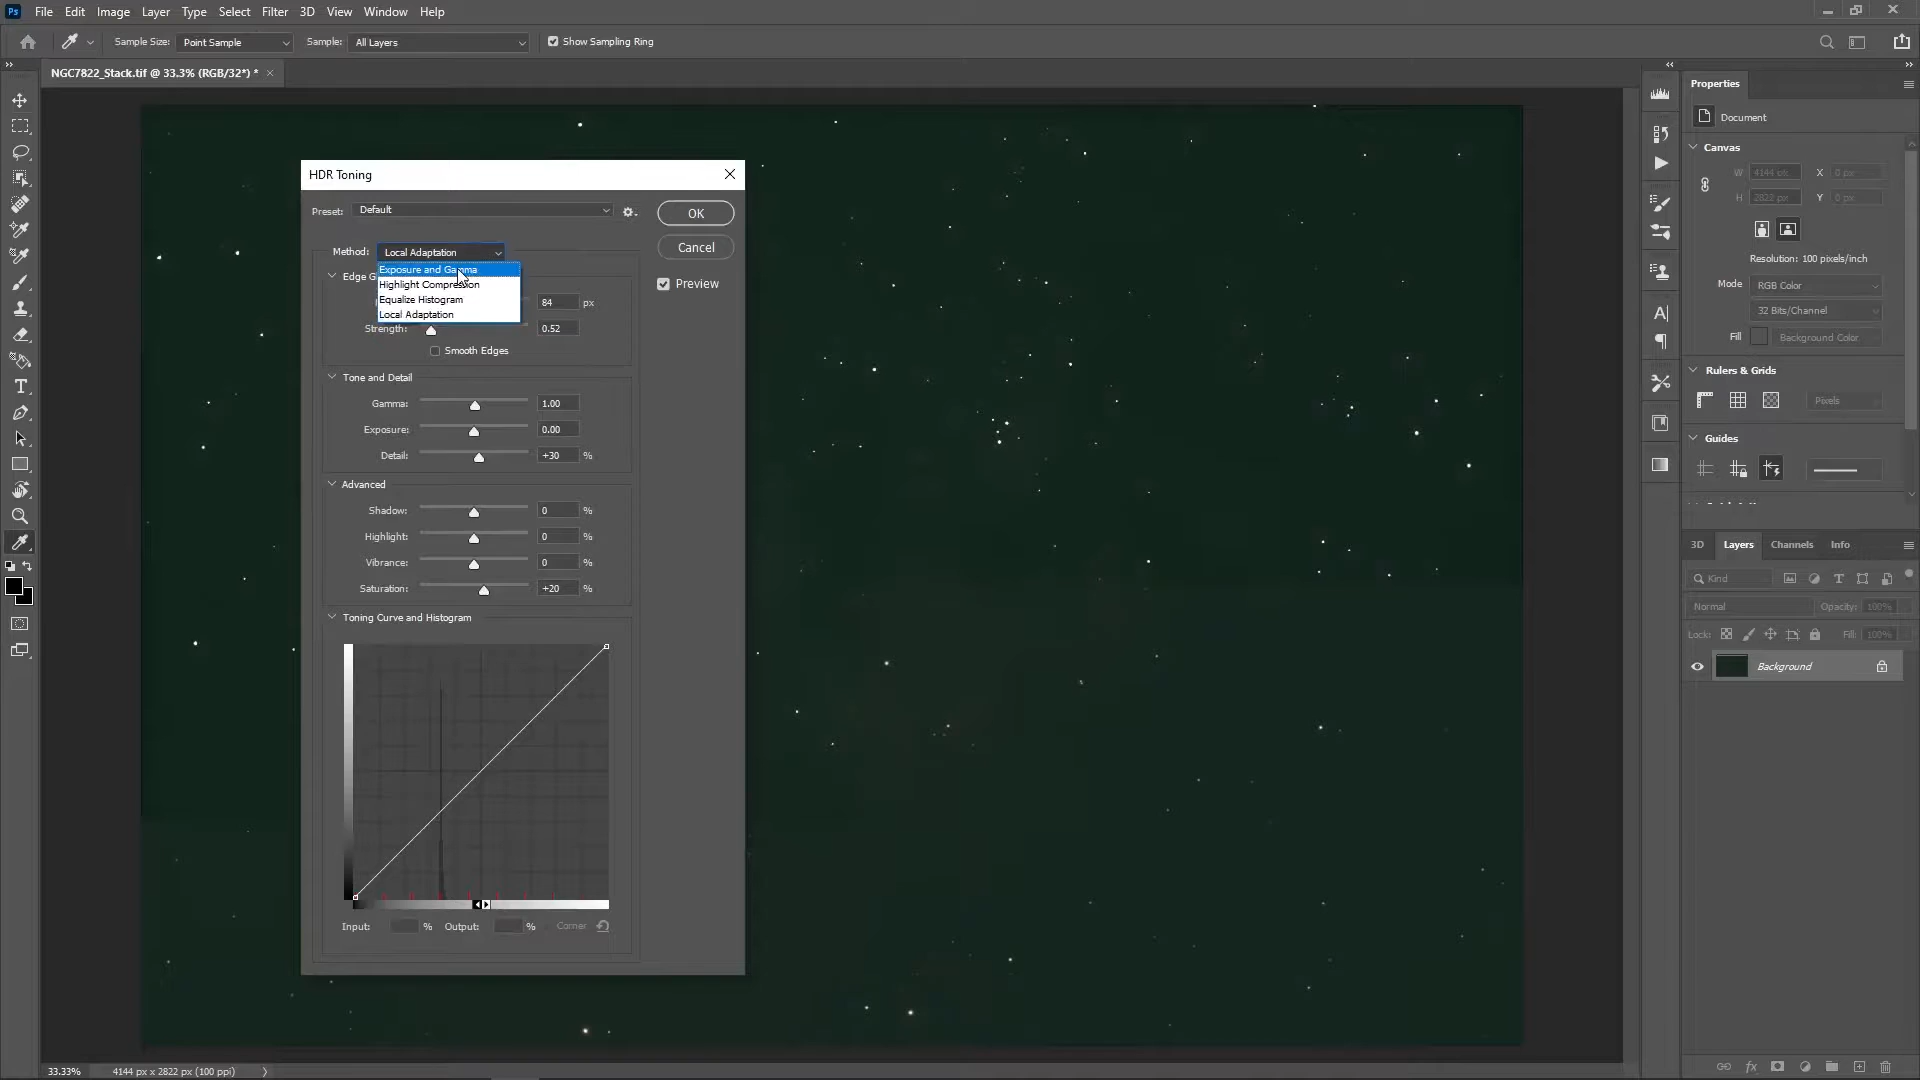 Ps File Edit Image Layer Type Select Filter 3D View Window Help
Sample Size: Point Sample Sample: All Layers Show Sampling Ring
NGC7822_Stack.tif @ 33.3% (RGB/32*) * ×
HDR Toning
Preset: Default
OK
Method: Local Adaptation
Cancel
Exposure and Gamma
Highlight Compression
Equalize Histogram
Local Adaptation
Edge G
84 px
Strength: 0.52
Smooth Edges
Preview
Tone and Detail
Gamma: 1.00
Exposure: 0.00
Detail: +30 %
Advanced
Shadow: 0 %
Highlight: 0 %
Vibrance: 0 %
Saturation: +20 %
Toning Curve and Histogram
Input: % Output: % Corner
Properties
Document
Canvas
W 4144 px X 0 px
H 2822 px Y 0 px
Resolution: 100 pixels/inch
Mode RGB Color
32 Bits/Channel
Fill Background Color
Rulers & Grids
Pixels
Guides
3D Layers Channels Info
Kind
Normal Opacity: 100%
Lock: Fill: 100%
Background
33.33% 4144 px x 2822 px (100 ppi)